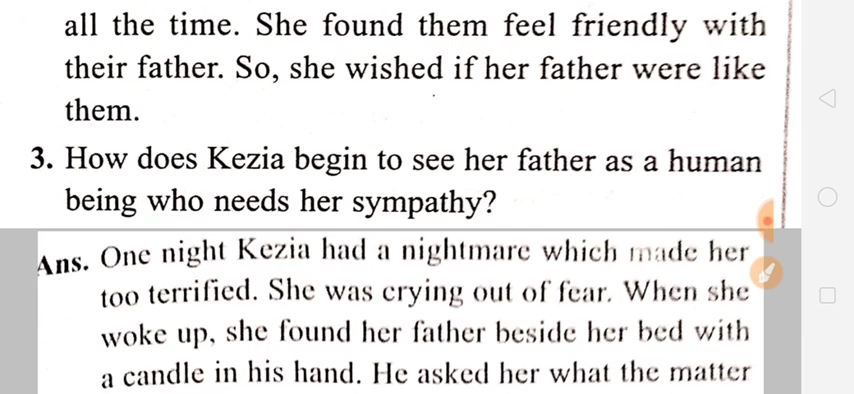 all the time. She found them feel friendly with
their father. So, she wished if her father were like
them.
3. How does Kezia begin to see her father as a human
being who needs her sympathy?
Ans. One night Kezia had a nightmare which made her
too terrified. She was crying out of fear. When she
woke up, she found her father beside her bed with
a candle in his hand. He asked her what the matter